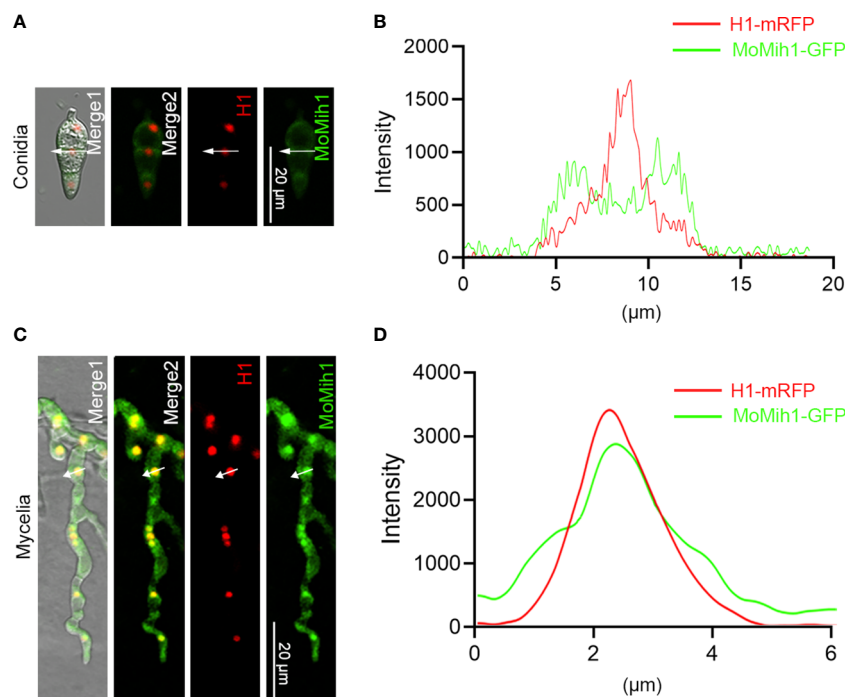 A
Conidia
Merge1
Merge2
H1
MoMih1
20 µm
B
H1-mRFP
MoMih1-GFP
Intensity
2000
1500
1000
500
0
0 5 10 15 20
(µm)
C
Mycelia
Merge1
Merge2
H1
MoMih1
20 µm
D
H1-mRFP
MoMih1-GFP
Intensity
4000
3000
2000
1000
0
0 2 4 6
(µm)